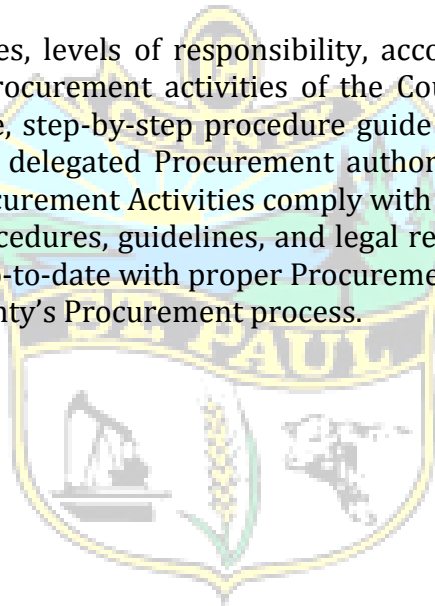 es, levels of responsibility, acco
rocurement activities of the Cou
e, step-by-step procedure guide
delegated Procurement author
curement Activities comply with
cedures, guidelines, and legal re
p-to-date with proper Procureme
nty's Procurement process.
ST. PAUL